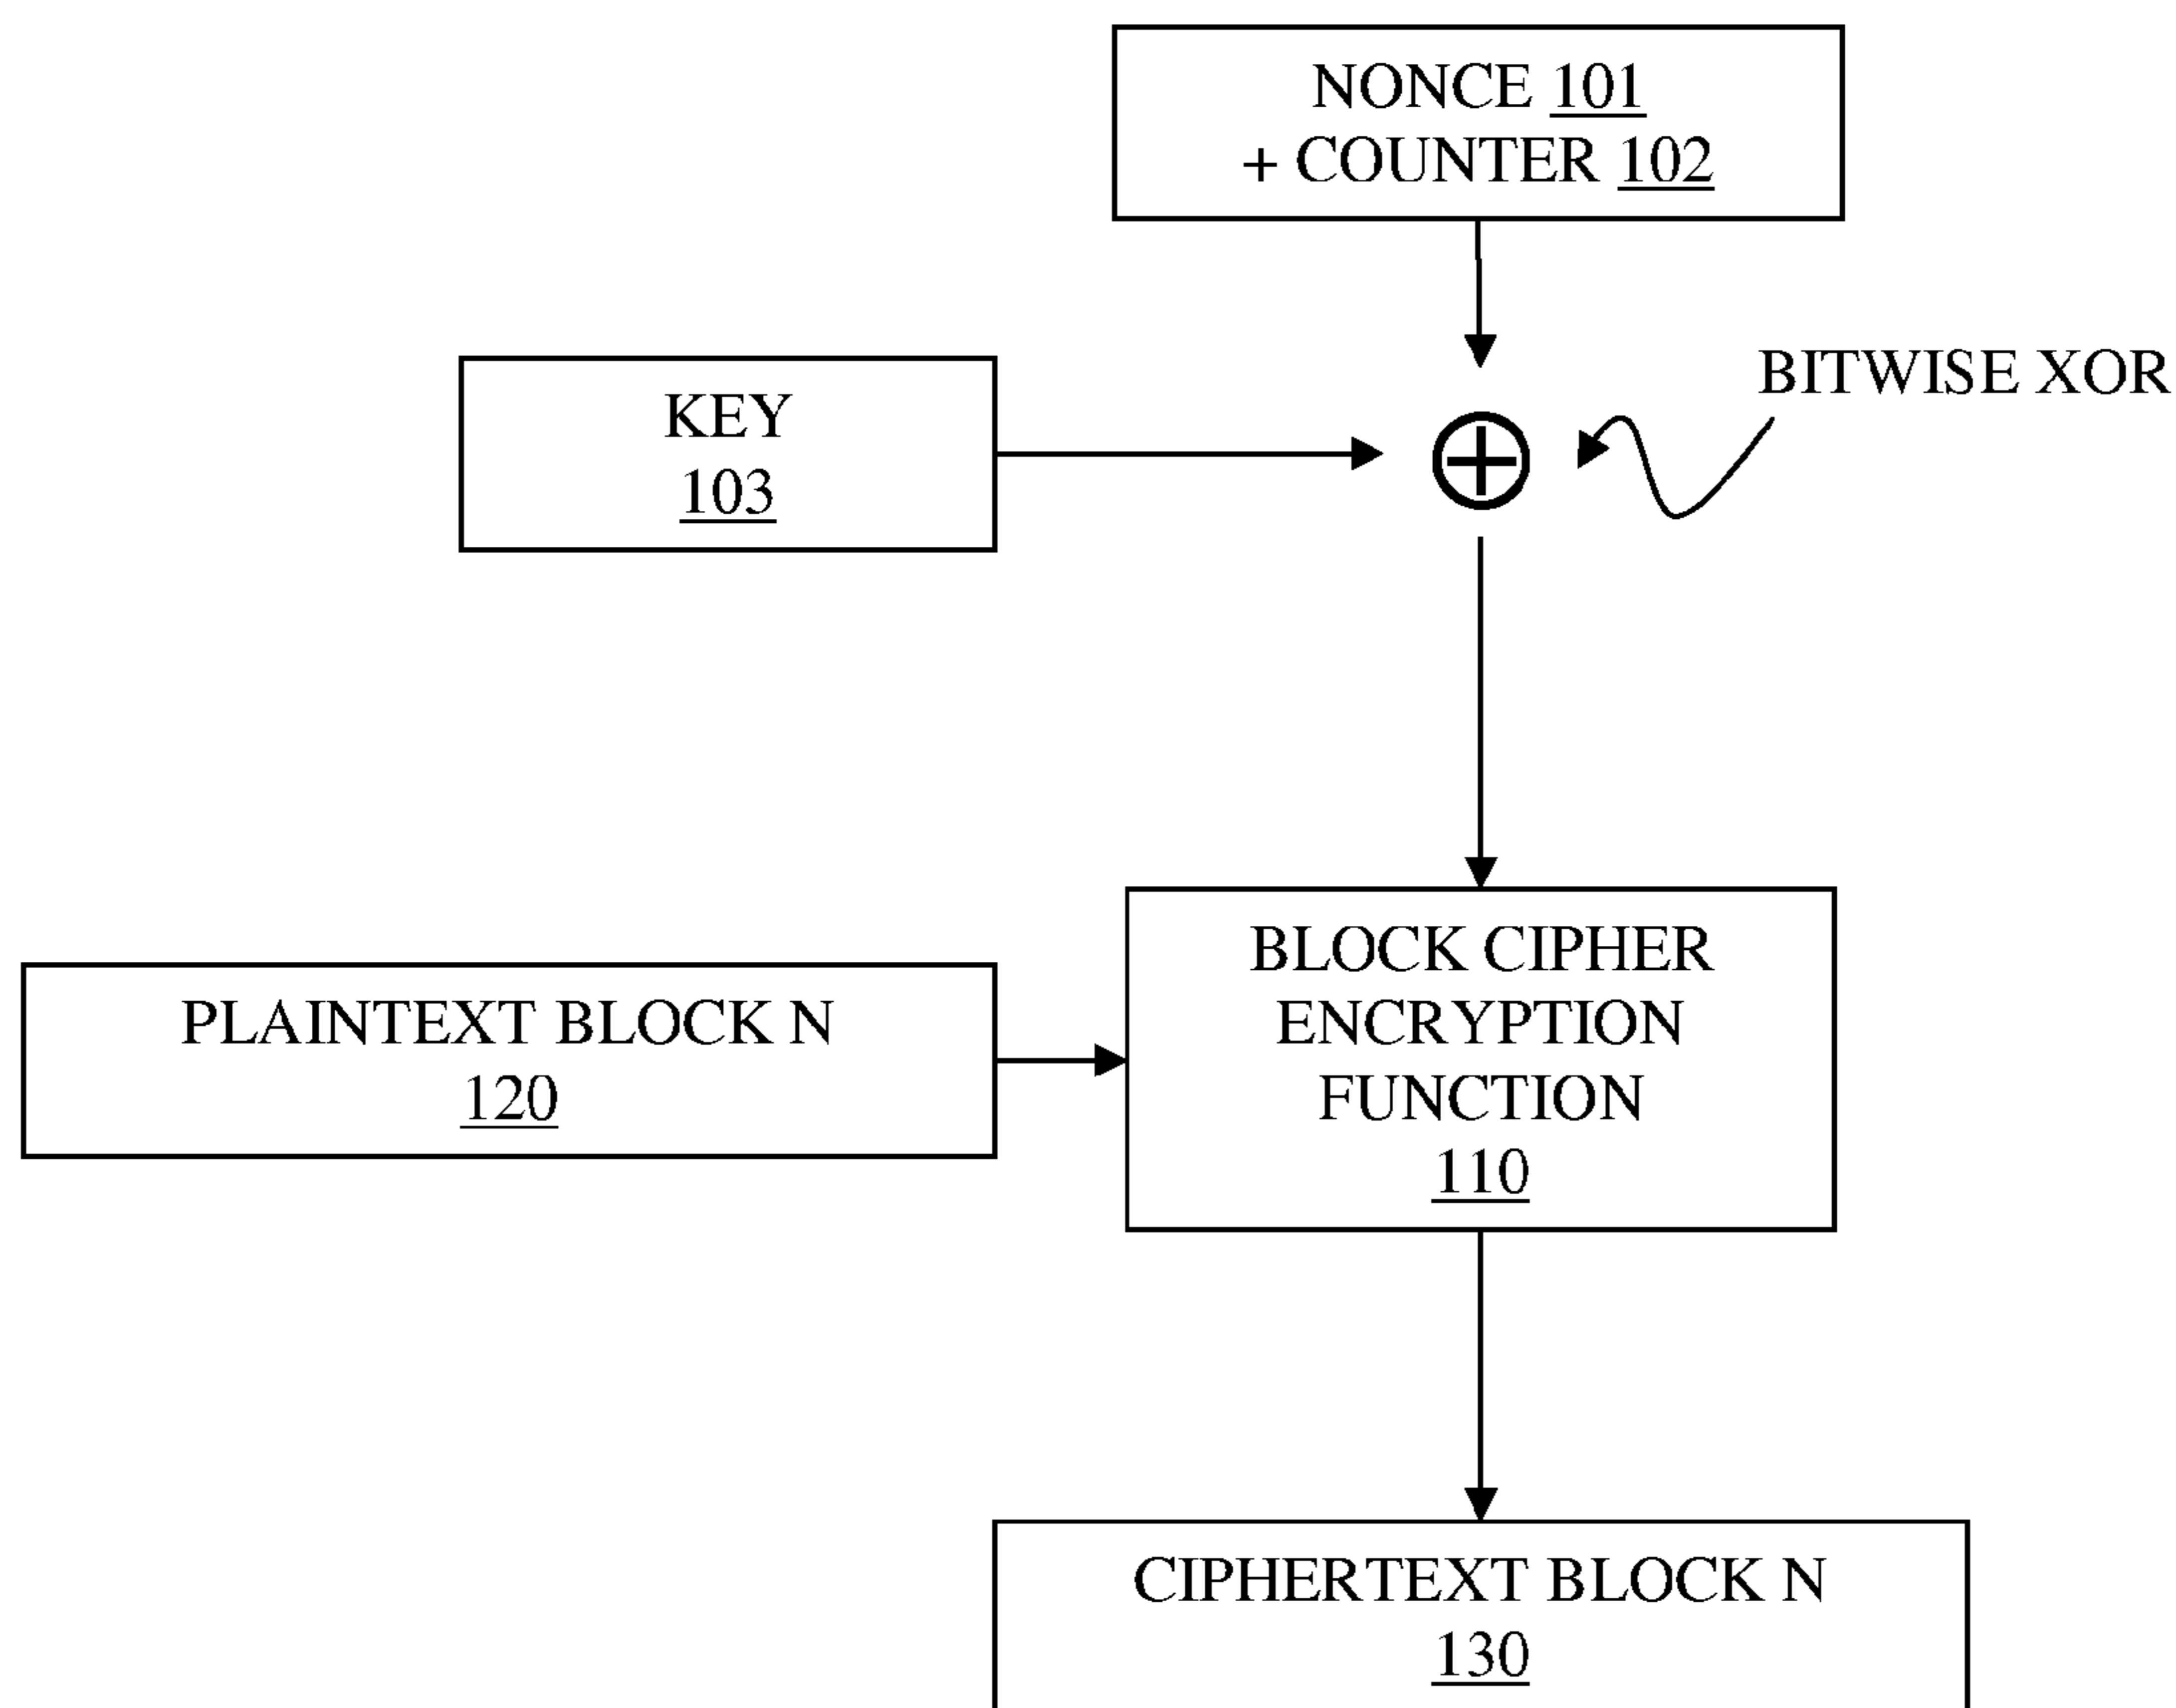 NONCE 101
+ COUNTER 102
BITWISE XOR
KEY
103
BLOCK CIPHER
ENCRYPTION
FUNCTION
110
PLAINTEXT BLOCK N
120
CIPHERTEXT BLOCK N
130